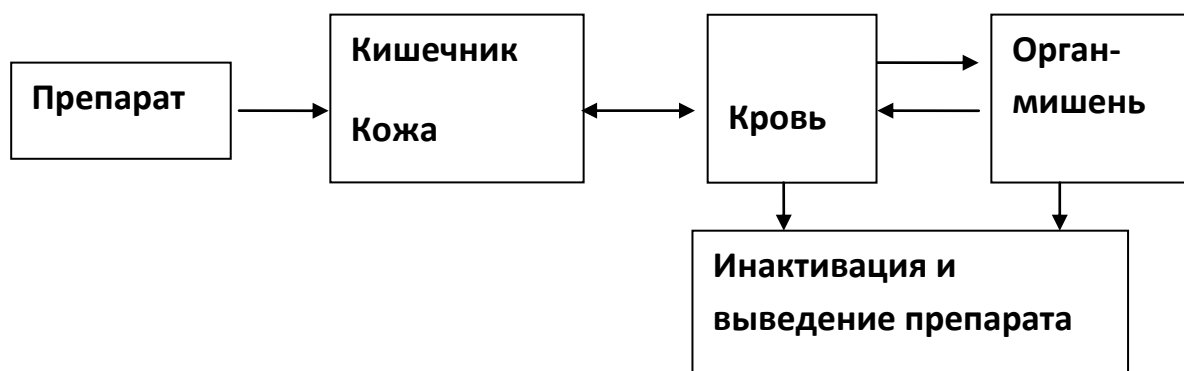 Препарат
Кишечник
Кожа
Кровь
Орган-
мишень
Инактивация и
выведение препарата